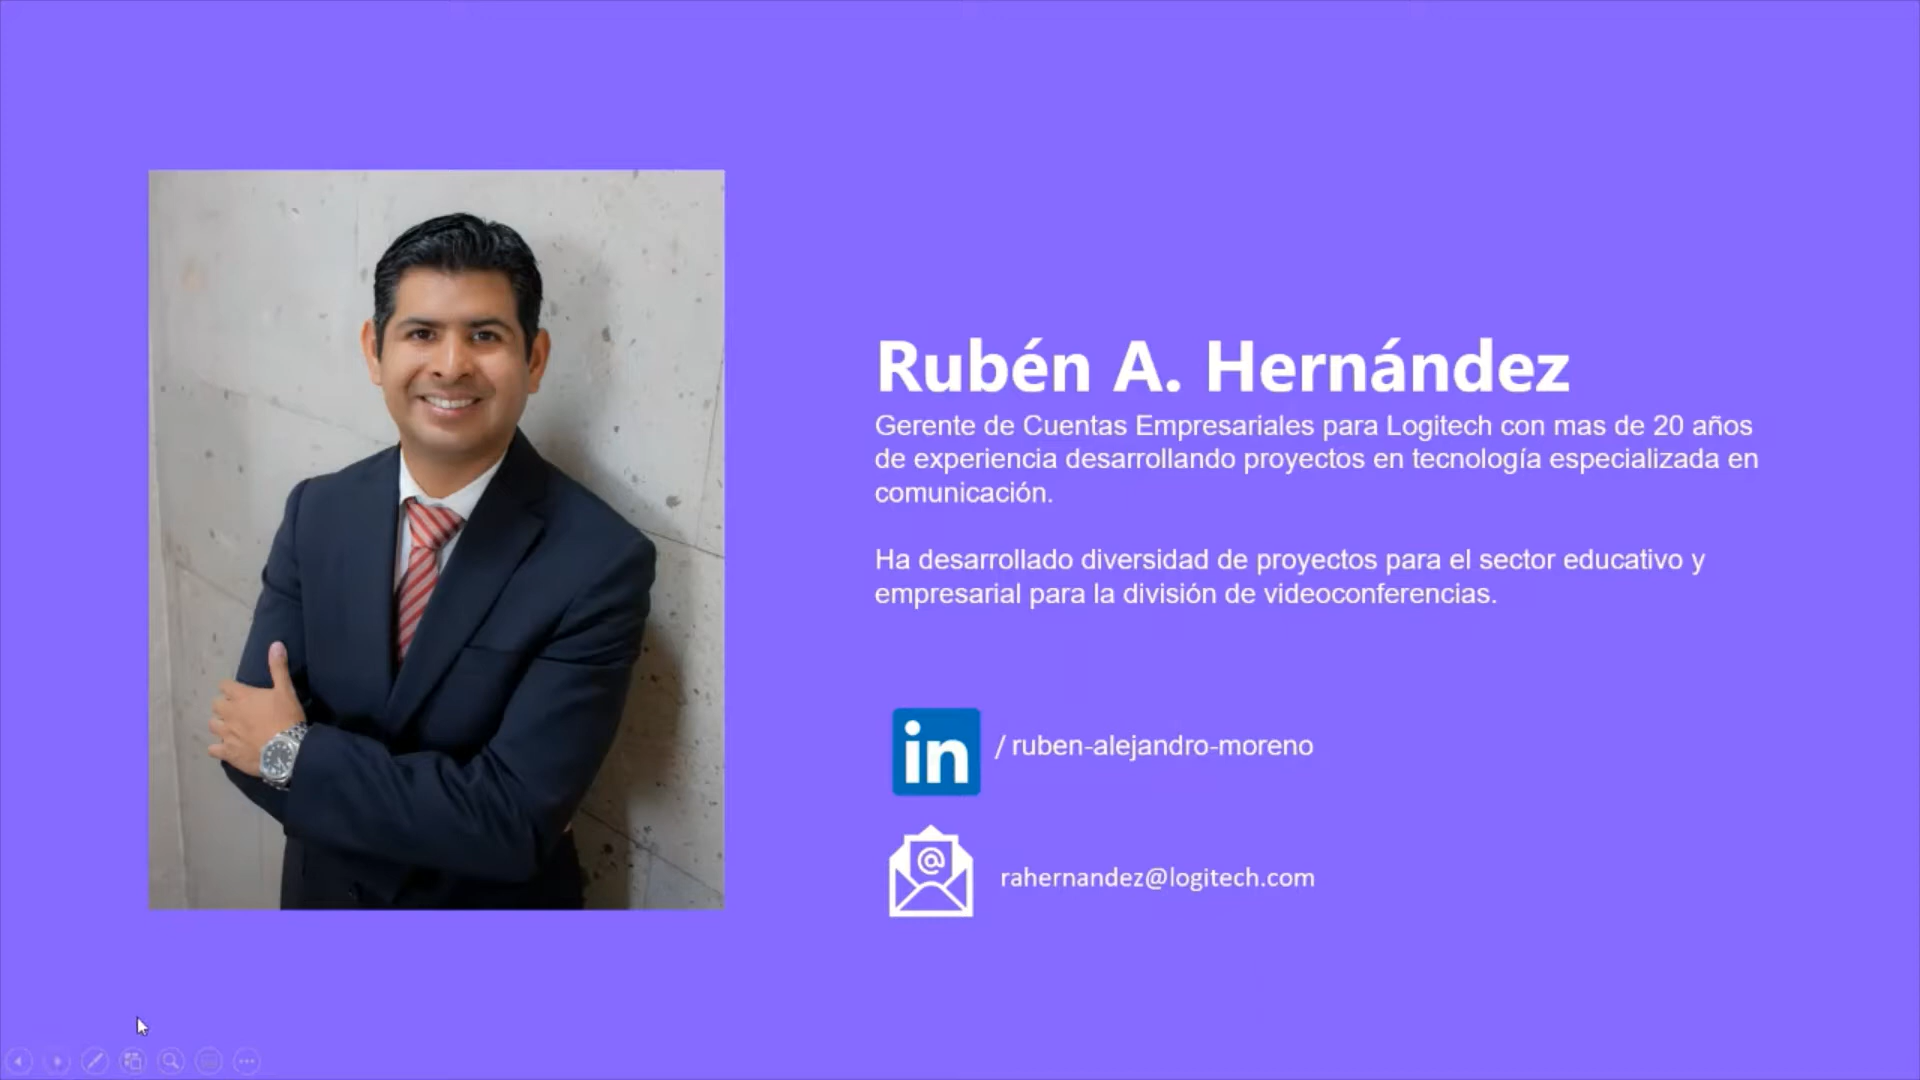 Rubén A. Hernández
Gerente de Cuentas Empresariales para Logitech con mas de 20 años
de experiencia desarrollando proyectos en tecnología especializada en
comunicación.
Ha desarrollado diversidad de proyectos para el sector educativo y
empresarial para la división de videoconferencias.
in / ruben-alejandro-moreno
@ rahernandez@logitech.com